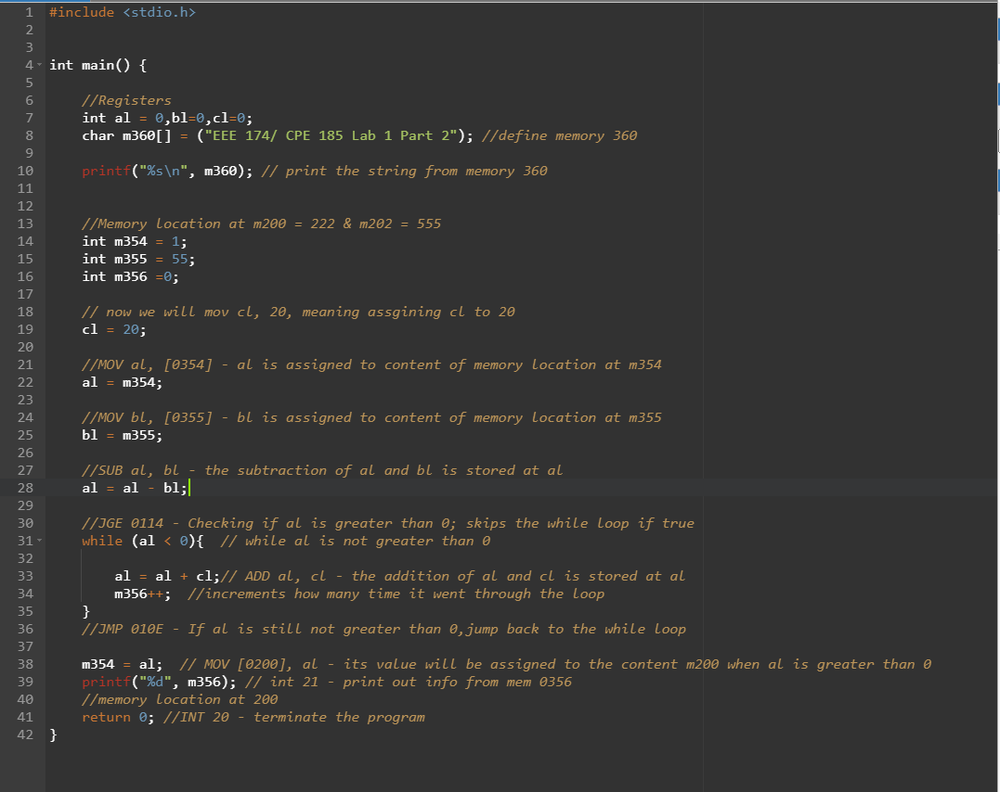 1 #include <stdio.h>
2
3
4 int main() {
5
6 //Registers
7 int al = 0,bl=0,cl=0;
8 char m360[] = ("EEE 174/ CPE 185 Lab 1 Part 2"); //define memory 360
9
10 printf("%s\n", m360); // print the string from memory 360
11
12
13 //Memory location at m200 = 222 & m202 = 555
14 int m354 = 1;
15 int m355 = 55;
16 int m356 =0;
17
18 // now we will mov cl, 20, meaning assgining cl to 20
19 cl = 20;
20
21 //MOV al, [0354] - al is assigned to content of memory location at m354
22 al = m354;
23
24 //MOV bl, [0355] - bl is assigned to content of memory location at m355
25 bl = m355;
26
27 //SUB al, bl - the subtraction of al and bl is stored at al
28 al = al - bl;
29
30 //JGE 0114 - Checking if al is greater than 0; skips the while loop if true
31 while (al < 0){ // while al is not greater than 0
32
33 al = al + cl;// ADD al, cl - the addition of al and cl is stored at al
34 m356++; //increments how many time it went through the loop
35 }
36 //JMP 010E - If al is still not greater than 0,jump back to the while loop
37
38 m354 = al; // MOV [0200], al - its value will be assigned to the content m200 when al is greater than 0
39 printf("%d", m356); // int 21 - print out info from mem 0356
40 //memory location at 200
41 return 0; //INT 20 - terminate the program
42 }